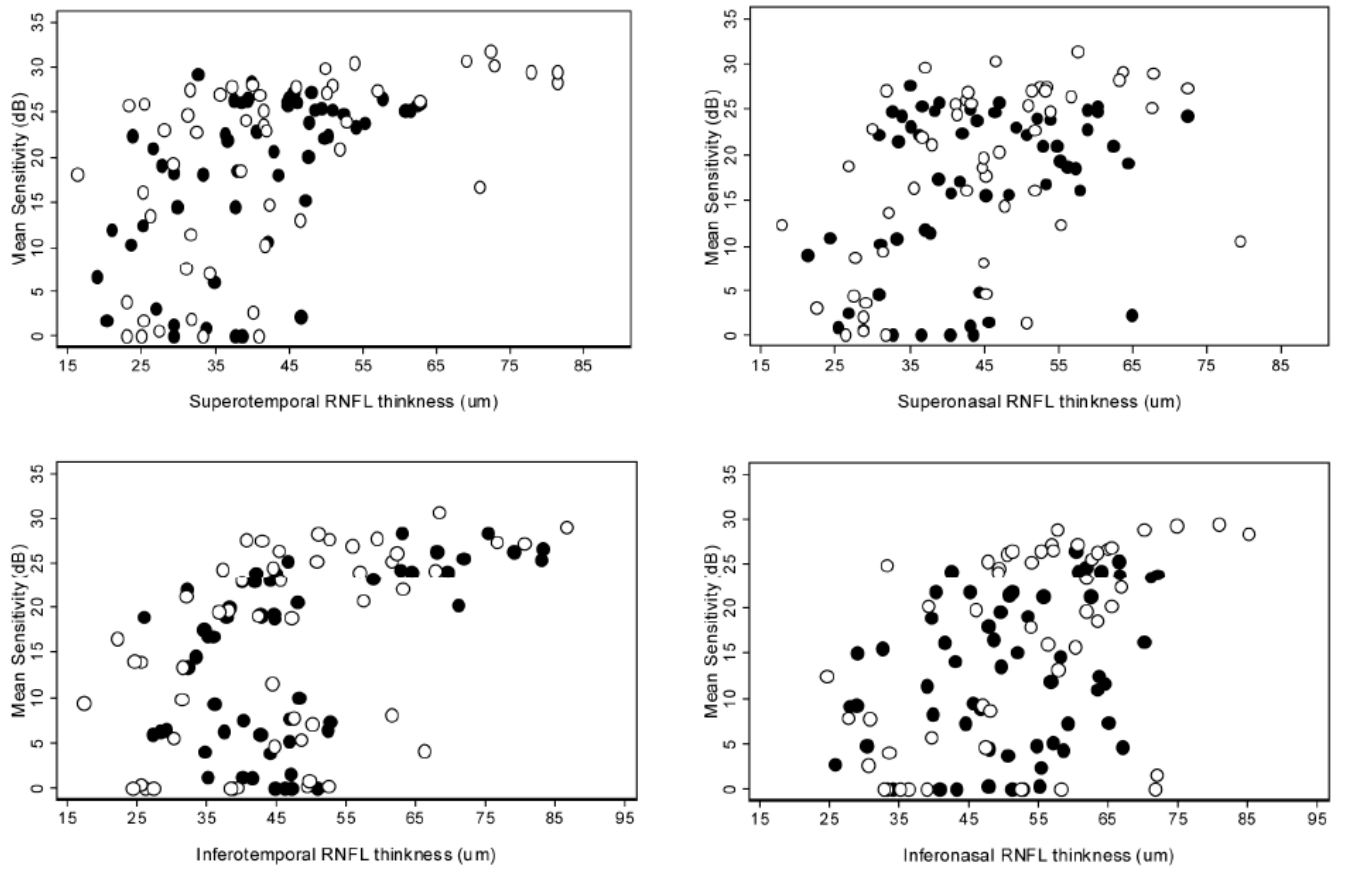 35
30
25
20
15
10
5
0
Mean Sensitivity (dB)
15 25 35 45 55 65 75 85
Superotemporal RNFL thinkness (um)
35
30
25
20
15
10
5
0
Mean Sensitivity (dB)
15 25 35 45 55 65 75 85
Superonasal RNFL thinkness (um)
35
30
25
20
15
10
5
0
Mean Sensitivity (dB)
15 25 35 45 55 65 75 85 95
Inferotemporal RNFL thinkness (um)
35
30
25
20
15
10
5
0
Mean Sensitivity (dB)
15 25 35 45 55 65 75 85 95
Inferonasal RNFL thinkness (um)